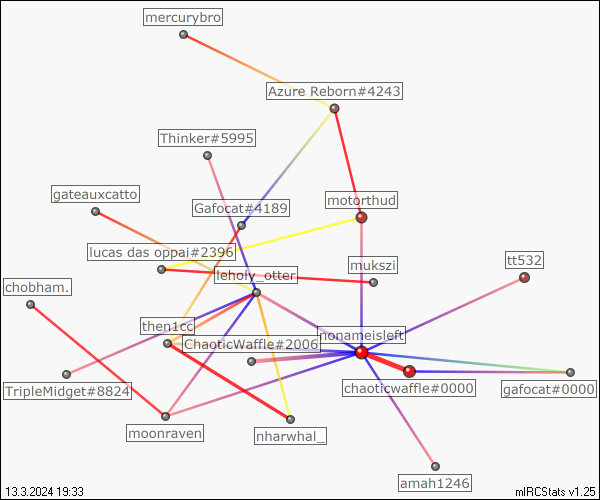 mercurybro
Azure Reborn#4243
Thinker#5995
gateauxcatto
motorthud
Gafocat#4189
lucas das oppai#2396
tt532
mukszi
leholy_otter
chobham.
then1cc
nonameisleft
ChaoticWaffle#2006
TripleMidget#8824
chaoticwaffle#0000
gafocat#0000
moonraven
nharwhal_
amah1246
13.3.2024 19:33
mIRCStats v1.25